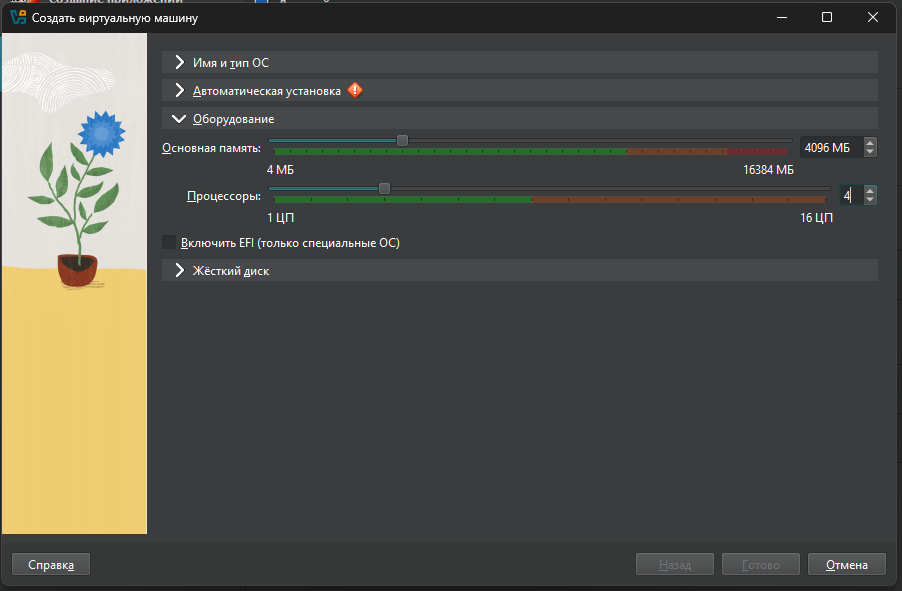 Создать виртуальную машину
Имя и тип ОС
Автоматическая установка
Оборудование
Основная память:
4096 МБ
4 МБ
16384 МБ
Процессоры:
4
1 ЦП
16 ЦП
Включить EFI (только специальные ОС)
Жёсткий диск
Справка
Назад
Готово
Отмена